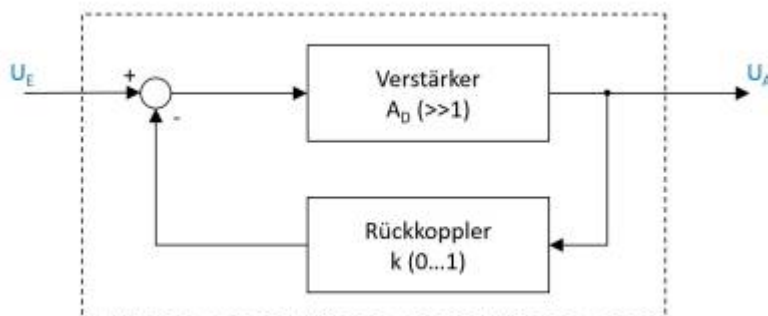 U_E
+
-
Verstärker
A_D (>>1)
U_A
Rückkoppler
k (0...1)